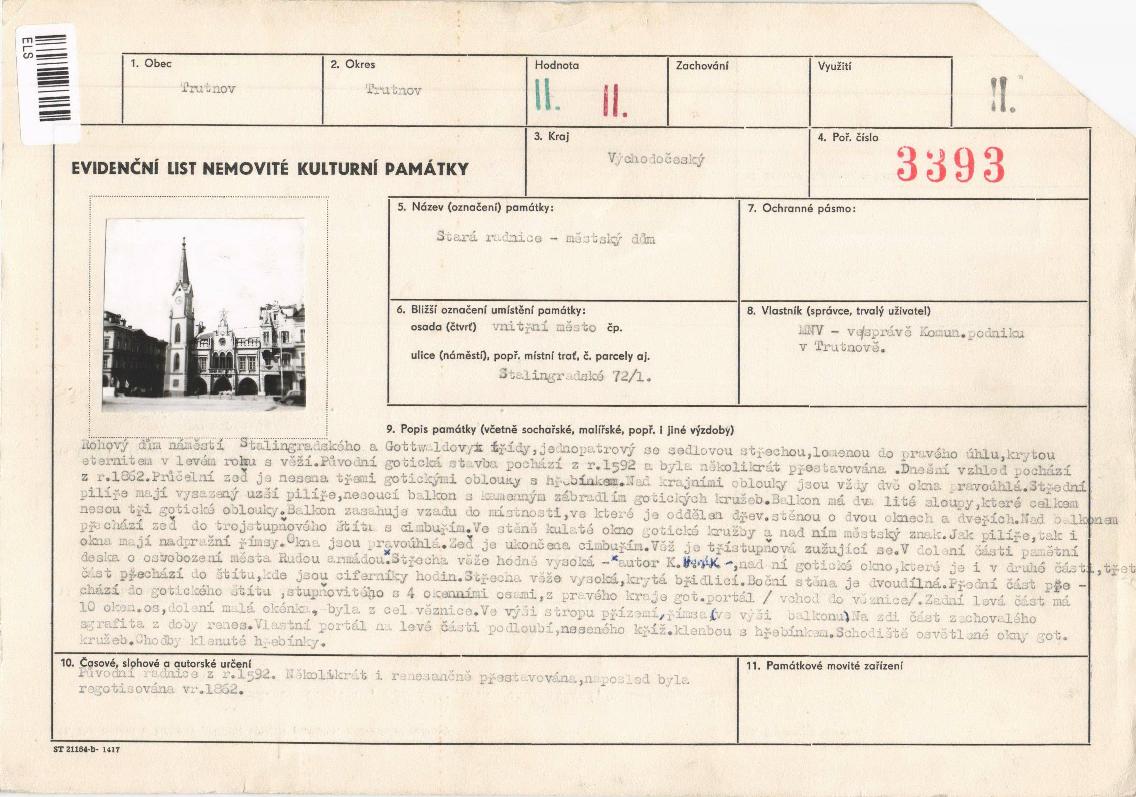 ELS
1. Obec
Trutnov
2. Okres
Trutnov
Hodnota
II. II.
Zachování
Využití
II.
3. Kraj
Východočeský
4. Poř. číslo
3393
EVIDENČNÍ LIST NEMOVITÉ KULTURNÍ PAMÁTKY
5. Název (označení) památky:
Stará radnice - městský dům
7. Ochranné pásmo:
6. Bližší označení umístění památky:
osada (čtvrť) vnitřní město čp.
ulice (náměstí), popř. místní trať, č. parcely aj.
Stalingradské 72/1.
8. Vlastník (správce, trvalý uživatel)
MNV - ve správě Komun.podniku
v Trutnově.
9. Popis památky (včetně sochařské, malířské, popř. i jiné výzdoby)
Rohový dům náměstí Stalingradského a Gottwaldovy třídy,jednopatrový se sedlovou střechou,lomenou do pravého úhlu,krytou
eternitem v levém rohu s věží.Původní gotická stavba pochází z r.1592 a byla několikrát přestavována .Dnešní vzhled pochází
z r.1862.Průčelní zeď je nesena třemi gotickými oblouky s hřebínkem.Nad krajními oblouky jsou vždy dvě okna pravoúhlá.Střední
pilíře mají vysazený užší pilíře,nesoucí balkon s kamenným zábradlím gotických kružeb.Balkon má dva lité sloupy,které celkem
nesou tři gotické oblouky.Balkon zasahuje vzadu do místnosti,ve které je oddělen dřev.stěnou o dvou oknech a dveřích.Nad balkonem
přechází zeď do trojstupňového štítu s cimbuřím.Ve stěně kulaté okno gotické kružby a nad ním městský znak.Jak pilíře,tak i
okna mají nadpražní římsy.Okna jsou pravoúhlá.Zeď je ukončena cimbuřím.Věž je třístupňová zužující se.V dolení části pamětní
deska o osvobození města Rudou armádou.Střecha věže hodně vysoká - autor K. -,nad ní gotické okno,které je i v druhé části,třet
část přechází do štítu,kde jsou ciferníky hodin.Střecha věže vysoká,krytá břidlicí.Boční stěna je dvoudílná.Přední část pře -
chází do gotického štítu ,stupňovitého s 4 okenními osami,z pravého kraje got.portál / vchod do věznice/.Zadní levá část má
10 oken.os,dolení malá okénka, byla z cel věznice.Ve výši stropu přízemí,římsa(ve výši balkonu)Na zdi část zachovalého
sgrafita z doby renes.Vlastní portál na levé části podloubí,neseného kříž.klenbou s hřebínkem.Schodiště osvětlené okny got.
kružeb.Chodby klenuté hřebínky.
10. Časové, slohové a autorské určení
Původní radnice z r.1592. Několikrát i renesančně přestavována,naposled byla
regotisována vr.1862.
11. Památkové movité zařízení
ST 21184-b- 1417